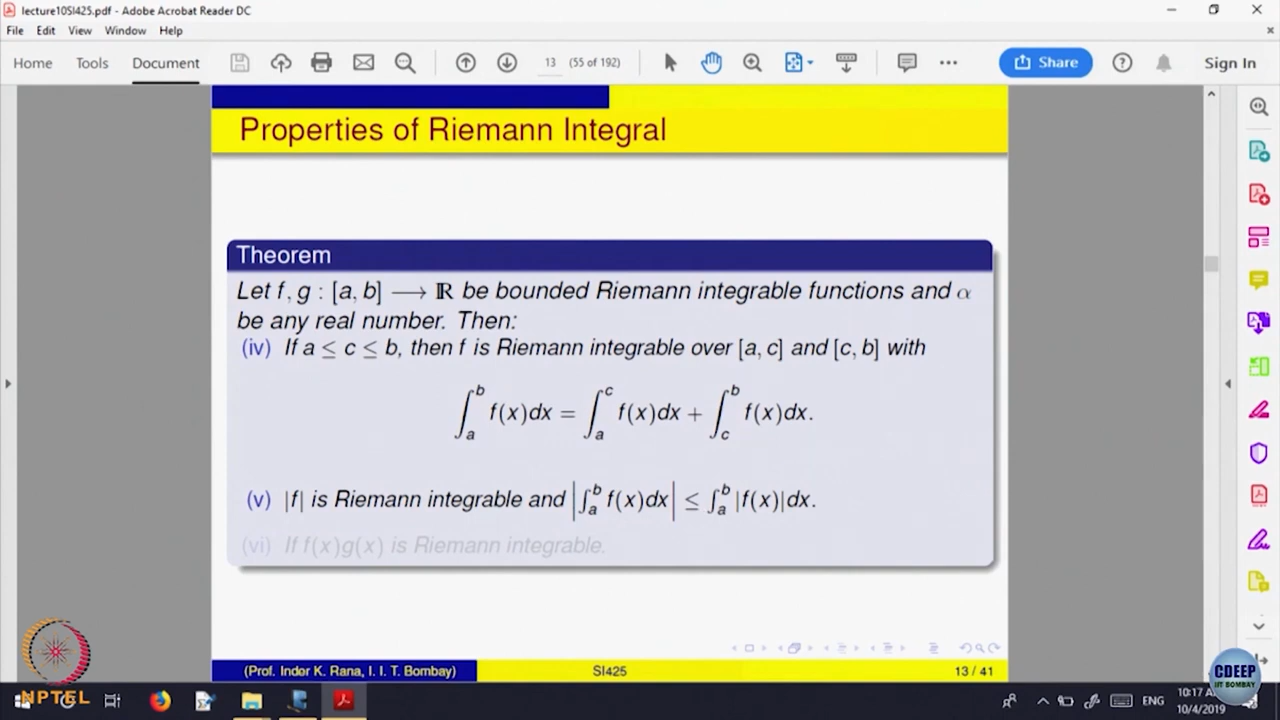 lecture10SI425.pdf - Adobe Acrobat Reader DC
File Edit View Window Help
Home Tools Document 13 (55 of 192) Share Sign In
Properties of Riemann Integral
Theorem
Let f, g : [a, b] ⟶ ℝ be bounded Riemann integrable functions and α
be any real number. Then:
(iv) If a ≤ c ≤ b, then f is Riemann integrable over [a, c] and [c, b] with
∫_a^b f(x)dx = ∫_a^c f(x)dx + ∫_c^b f(x)dx.
(v) |f| is Riemann integrable and |∫_a^b f(x)dx| ≤ ∫_a^b |f(x)|dx.
(vi) If f(x)g(x) is Riemann integrable.
(Prof. Inder K. Rana, I. I. T. Bombay) SI425 13 / 41
NPTEL
CDEEP
IIT BOMBAY
ENG
10:17
10/4/2019